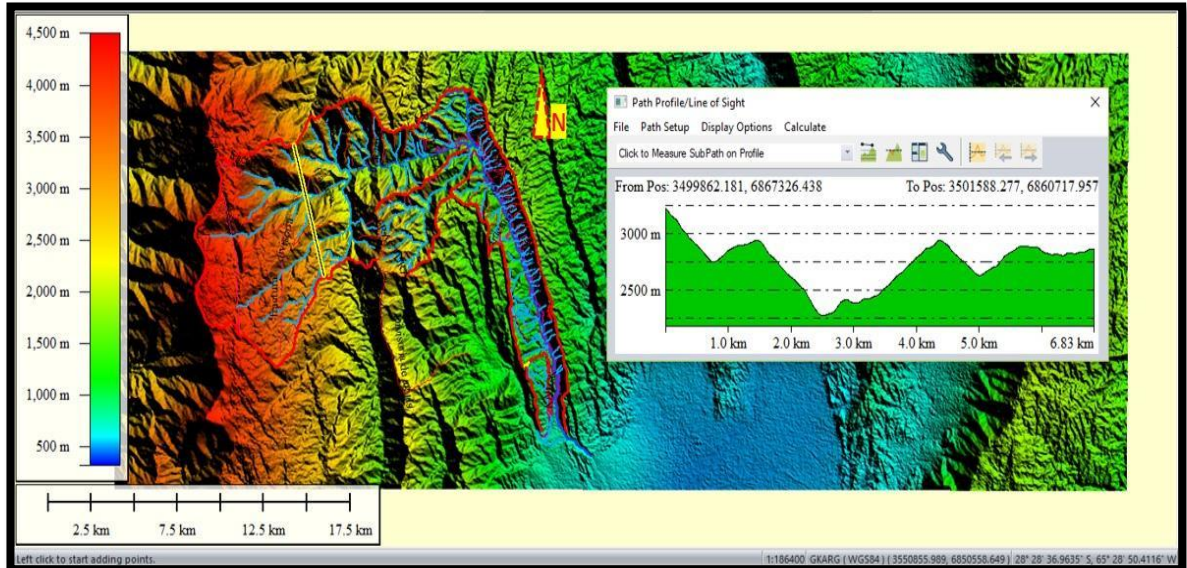 4,500 m
4,000 m
3,500 m
3,000 m
2,500 m
2,000 m
1,500 m
1,000 m
500 m
N
Path Profile/Line of Sight
File Path Setup Display Options Calculate
Click to Measure SubPath on Profile
From Pos: 3499862.181, 6867326.438 To Pos: 3501588.277, 6860717.957
3000 m
2500 m
1.0 km 2.0 km 3.0 km 4.0 km 5.0 km 6.83 km
2.5 km 7.5 km 12.5 km 17.5 km
Left click to start adding points.
1:186400 GKARG ( WGS84 ) ( 3550855.989, 6850558.649 ) 28° 28' 36.9635" S, 65° 28' 50.4116" W